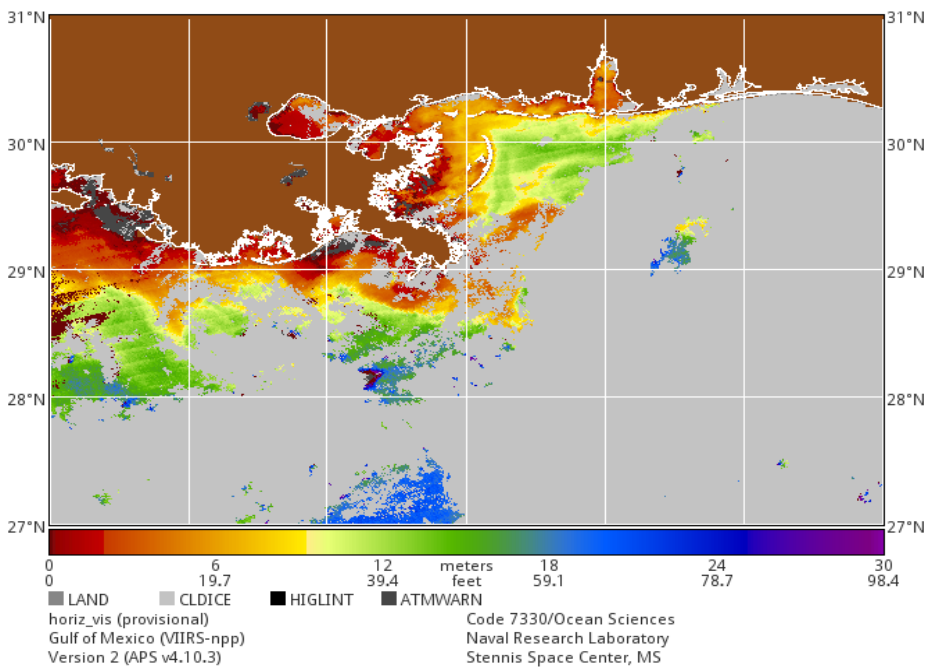 31°N 31°N
30°N 30°N
29°N 29°N
28°N 28°N
27°N 27°N
6 12 meters 18 24 30
0 19.7 39.4 feet 59.1 78.7 98.4
LAND CLDICE HIGLINT ATMWARN
horiz_vis (provisional) Code 7330/Ocean Sciences
Gulf of Mexico (VIIRS-npp) Naval Research Laboratory
Version 2 (APS v4.10.3) Stennis Space Center, MS